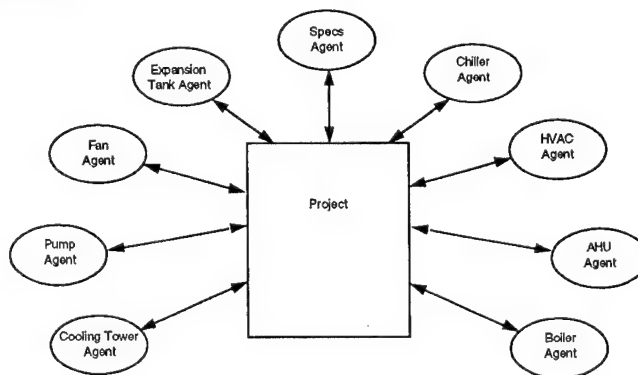 Specs
Agent
Expansion
Tank Agent
Chiller
Agent
Fan
Agent
HVAC
Agent
Project
Pump
Agent
AHU
Agent
Cooling Tower
Agent
Boiler
Agent